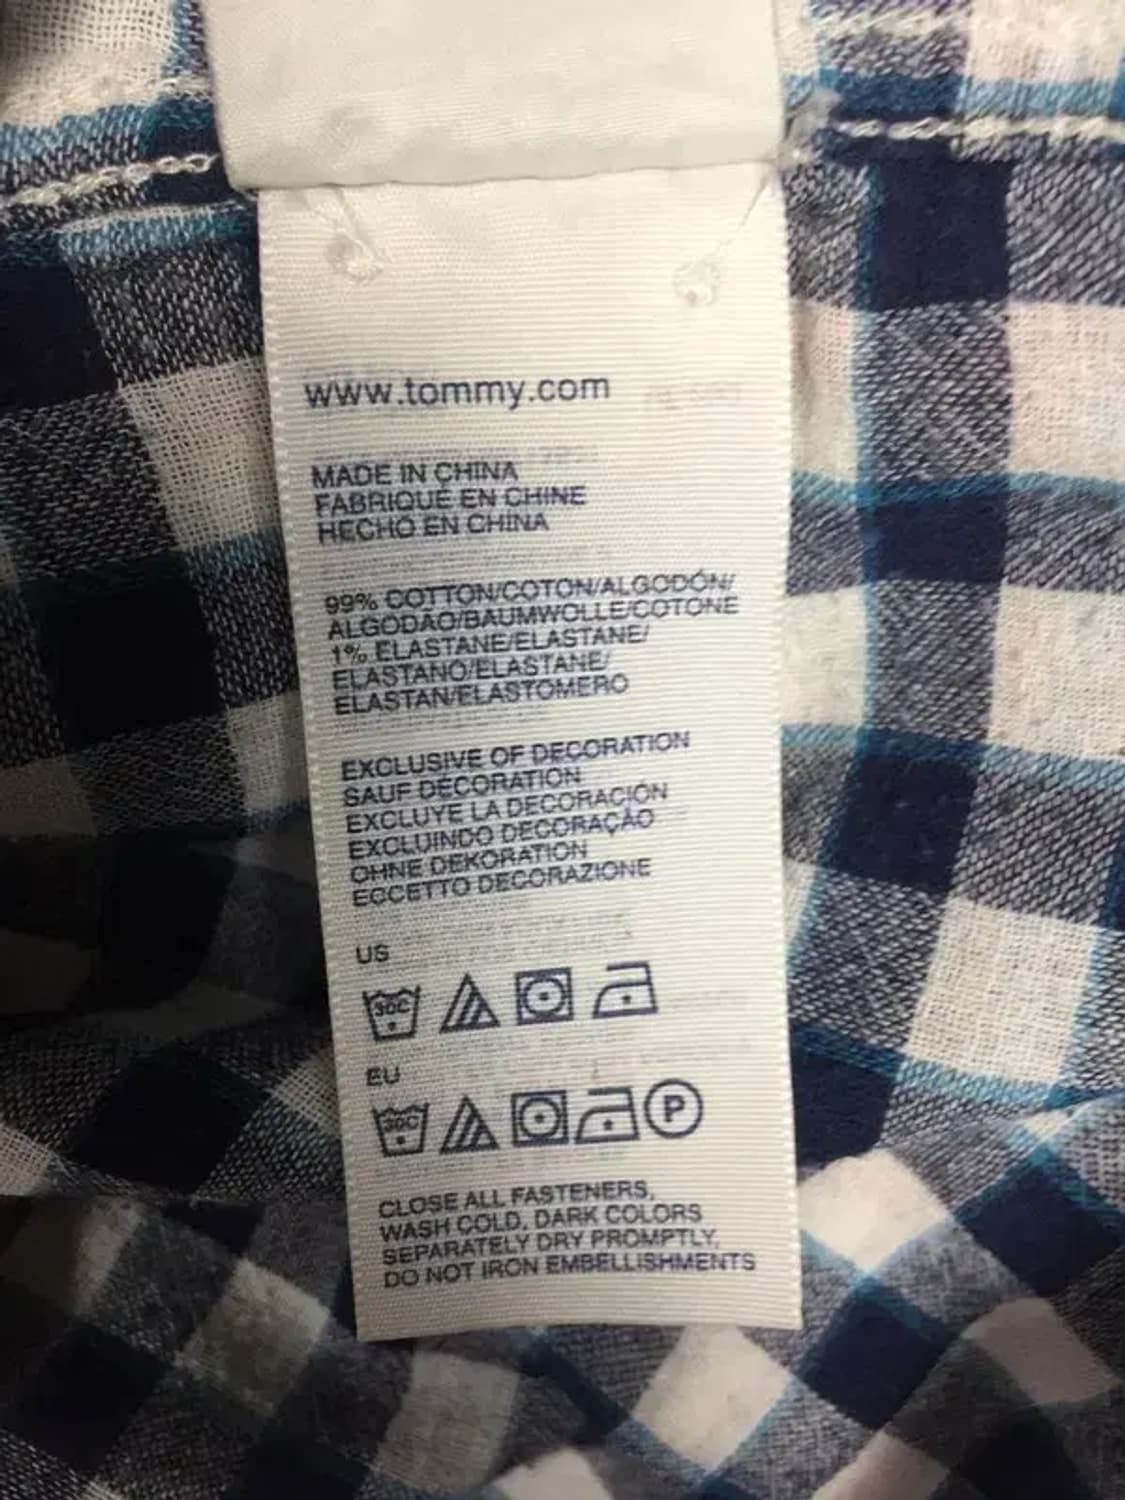 www.tommy.com
MADE IN CHINA
FABRIQUÉ EN CHINE
HECHO EN CHINA
99% COTTON/COTON/ALGODÓN/
ALGODAO/BAUMWOLLE/COTONE
1% ELASTANE/ELASTANE/
ELASTANO/ELASTANE/
ELASTAN/ELASTOMERO
EXCLUSIVE OF DECORATION
SAUF DÉCORATION
EXCLUYE LA DECORACIÓN
EXCLUINDO DECORAÇÃO
OHNE DEKORATION
ECCETTO DECORAZIONE
US
30C
EU
30C P
CLOSE ALL FASTENERS,
WASH COLD, DARK COLORS
SEPARATELY DRY PROMPTLY,
DO NOT IRON EMBELLISHMENTS